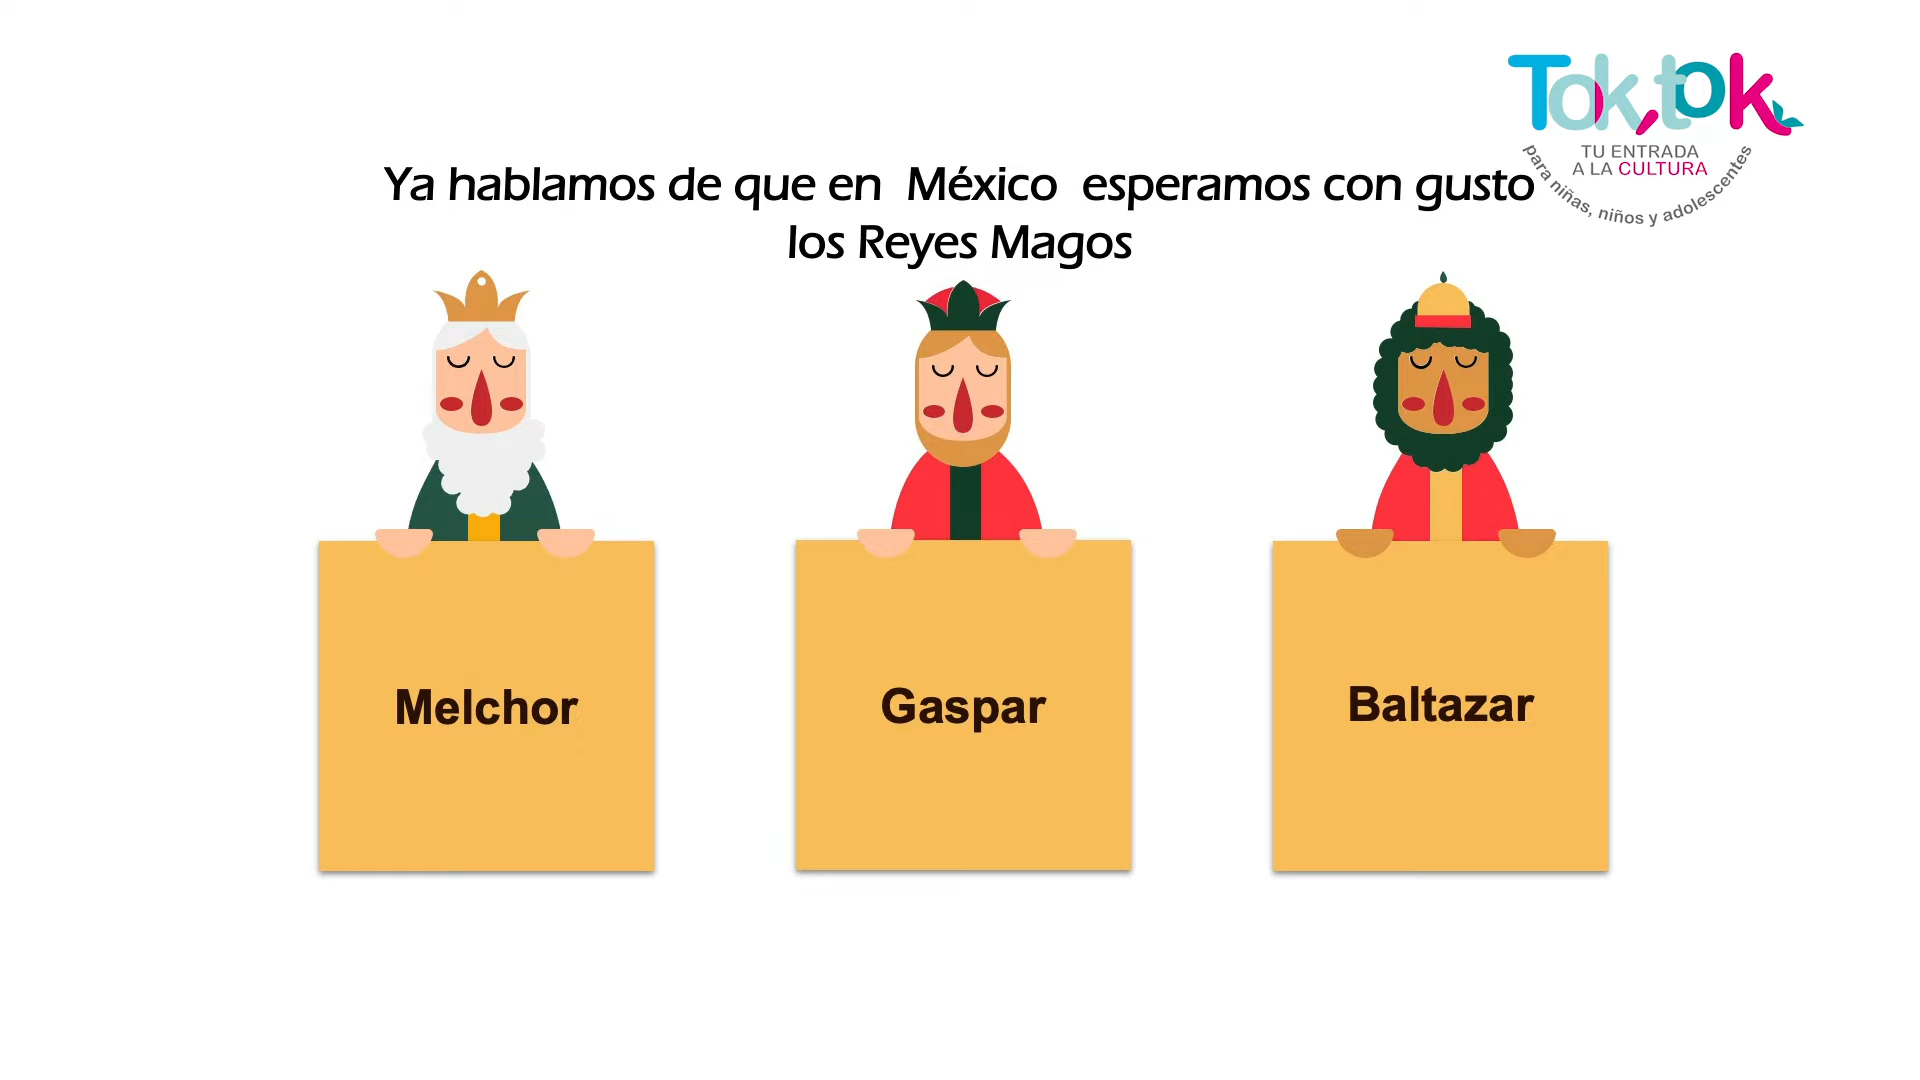 Tok, tok
TU ENTRADA
A LA CULTURA
para niñas, niños y adolescentes
Ya hablamos de que en México esperamos con gusto
los Reyes Magos
Melchor
Gaspar
Baltazar